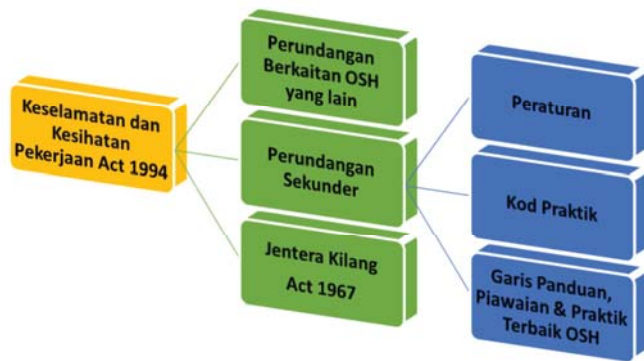 Keselamatan dan
Kesihatan
Pekerjaan Act 1994
Perundangan
Berkaitan OSH
yang lain
Perundangan
Sekunder
Jentera Kilang
Act 1967
Peraturan
Kod Praktik
Garis Panduan,
Piawaian & Praktik
Terbaik OSH